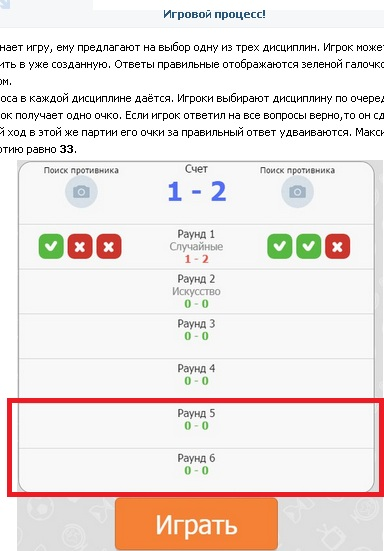 Игровой процесс!
нает игру, ему предлагают на выбор одну из трех дисциплин. Игрок може
ить в уже созданную. Ответы правильные отображаются зеленой галочко
ом.
оса в каждой дисциплине даётся. Игроки выбирают дисциплину по очеред
ок получает одно очко. Если игрок ответил на все вопросы верно,то он сд
й ход в этой же партии его очки за правильный ответ удваиваются. Макси
ртию равно 33.
Поиск противника Счет Поиск противника
1 - 2
Раунд 1
Случайные
1 - 2
Раунд 2
Искусство
0 - 0
Раунд 3
0 - 0
Раунд 4
0 - 0
Раунд 5
0 - 0
Раунд 6
0 - 0
Играть